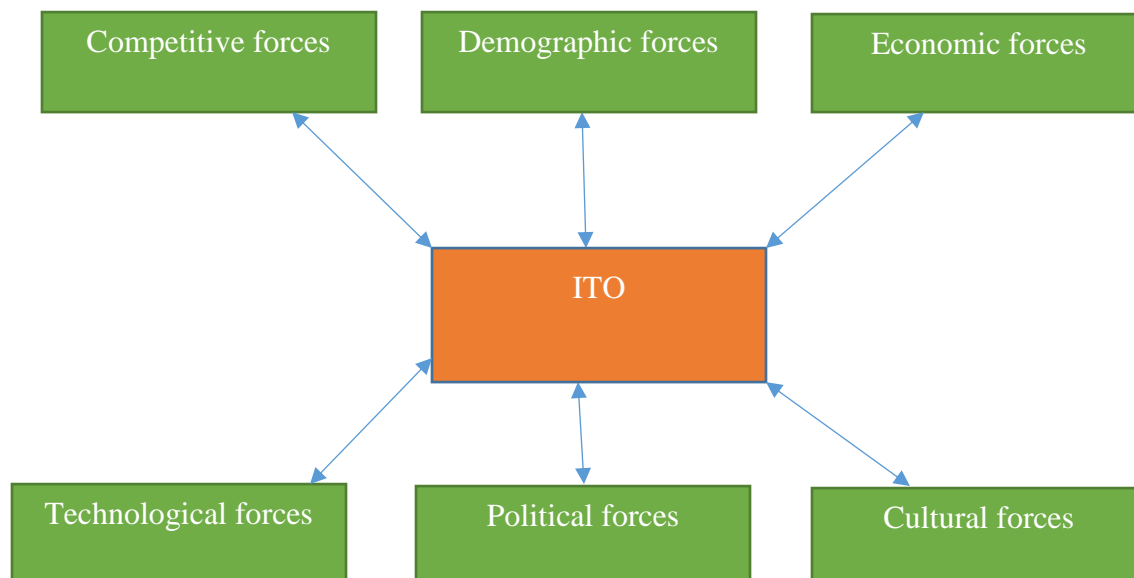 Competitive forces
Demographic forces
Economic forces
ITO
Technological forces
Political forces
Cultural forces